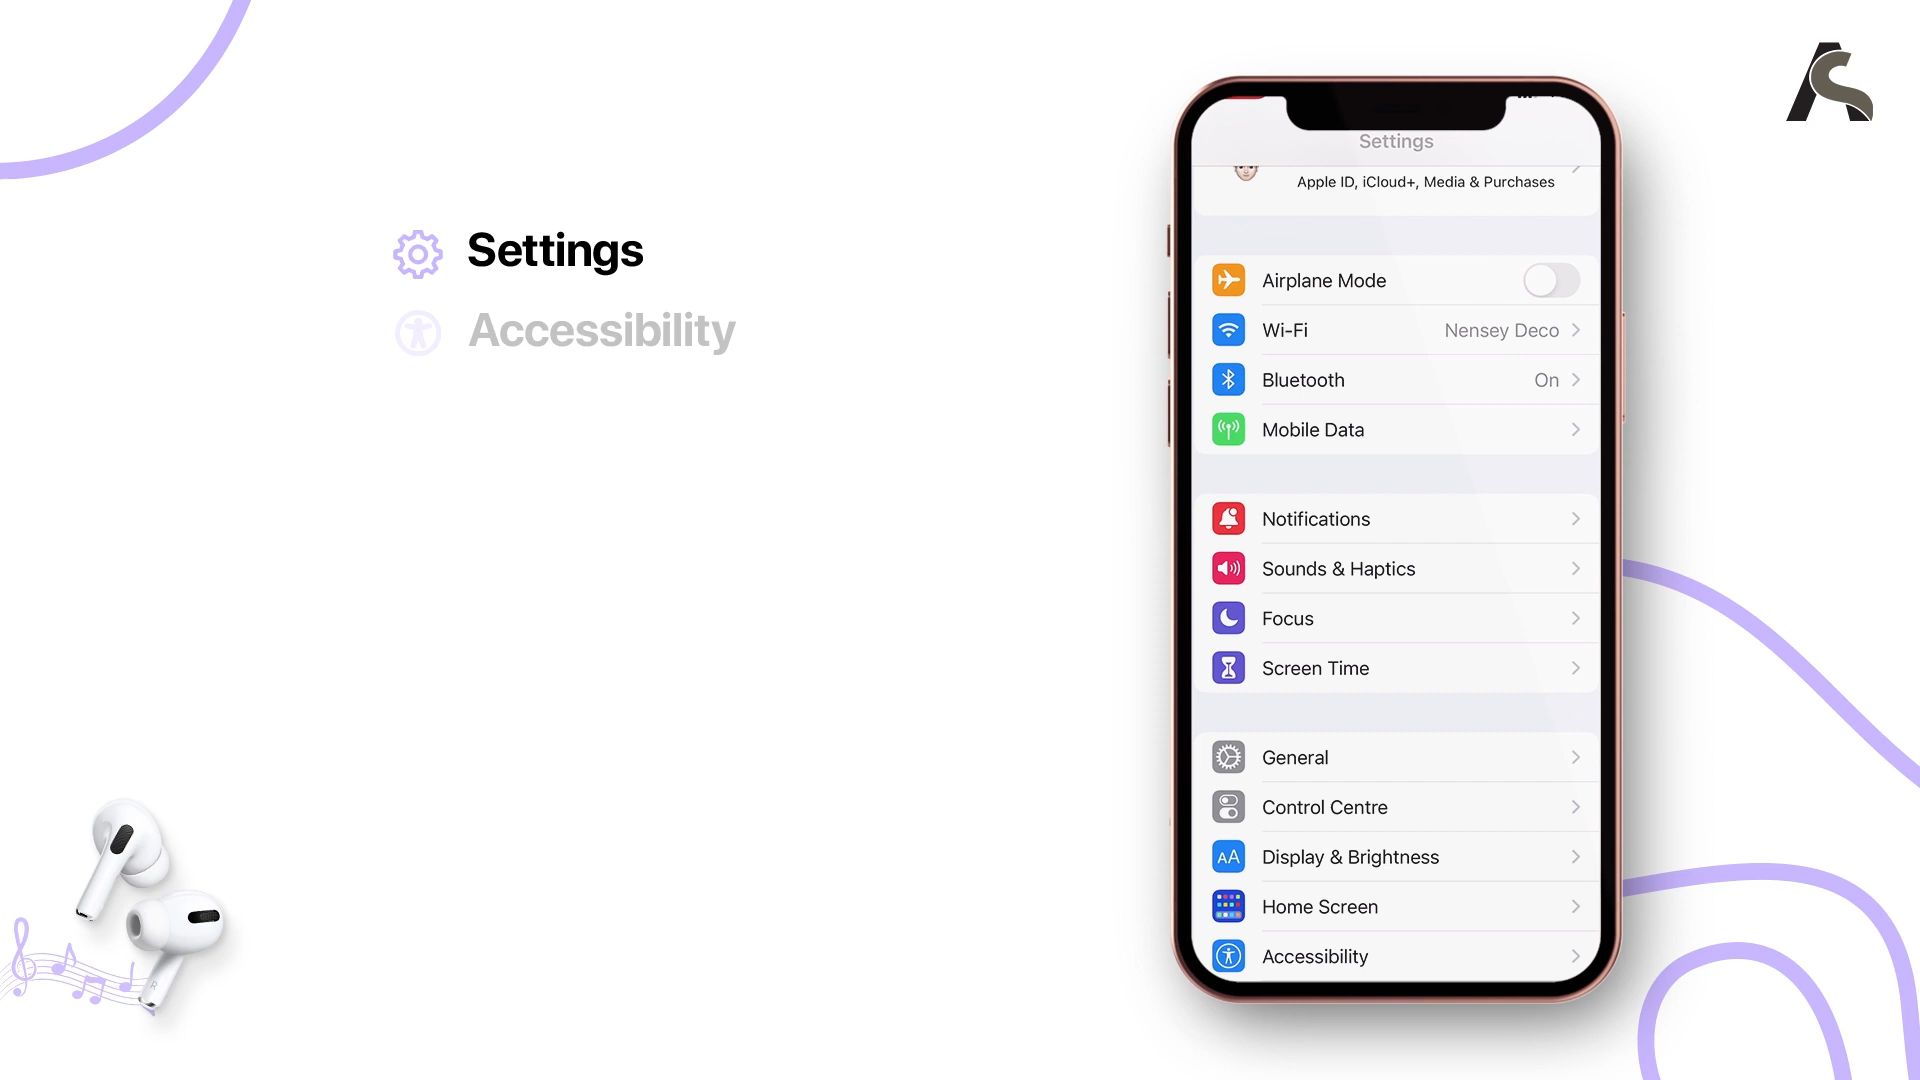 Settings
Accessibility
Settings
Apple ID, iCloud+, Media & Purchases
Airplane Mode
Wi-Fi Nensey Deco
Bluetooth On
Mobile Data
Notifications
Sounds & Haptics
Focus
Screen Time
General
Control Centre
AA Display & Brightness
Home Screen
Accessibility
AS
R